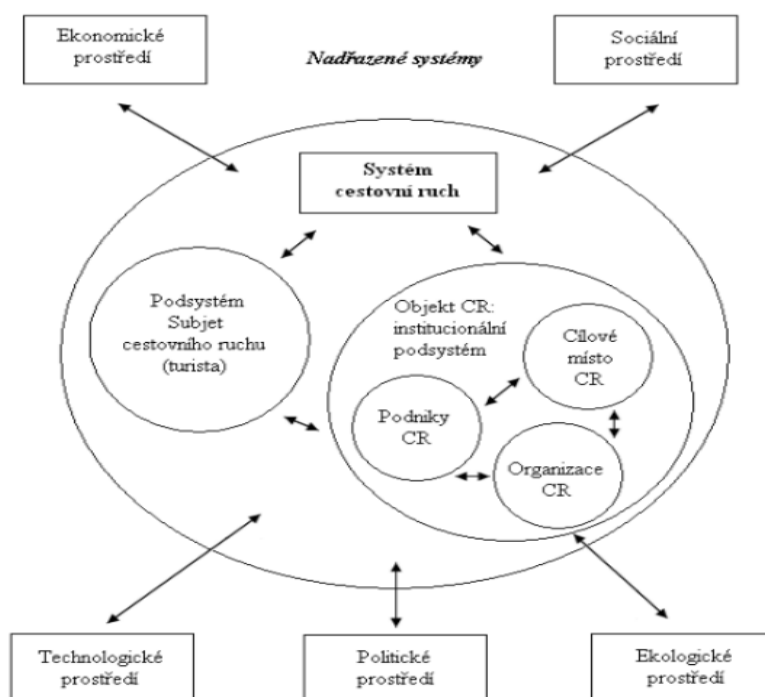 Ekonomické
prostředí
Nadřazené systémy
Sociální
prostředí
Systém
cestovní ruch
Podsystém
Subjet
cestovního ruchu
(turista)
Objekt CR:
institucionální
podsystém
Cílové
místo
CR
Podniky
CR
Organizace
CR
Technologické
prostředí
Politické
prostředí
Ekologické
prostředí